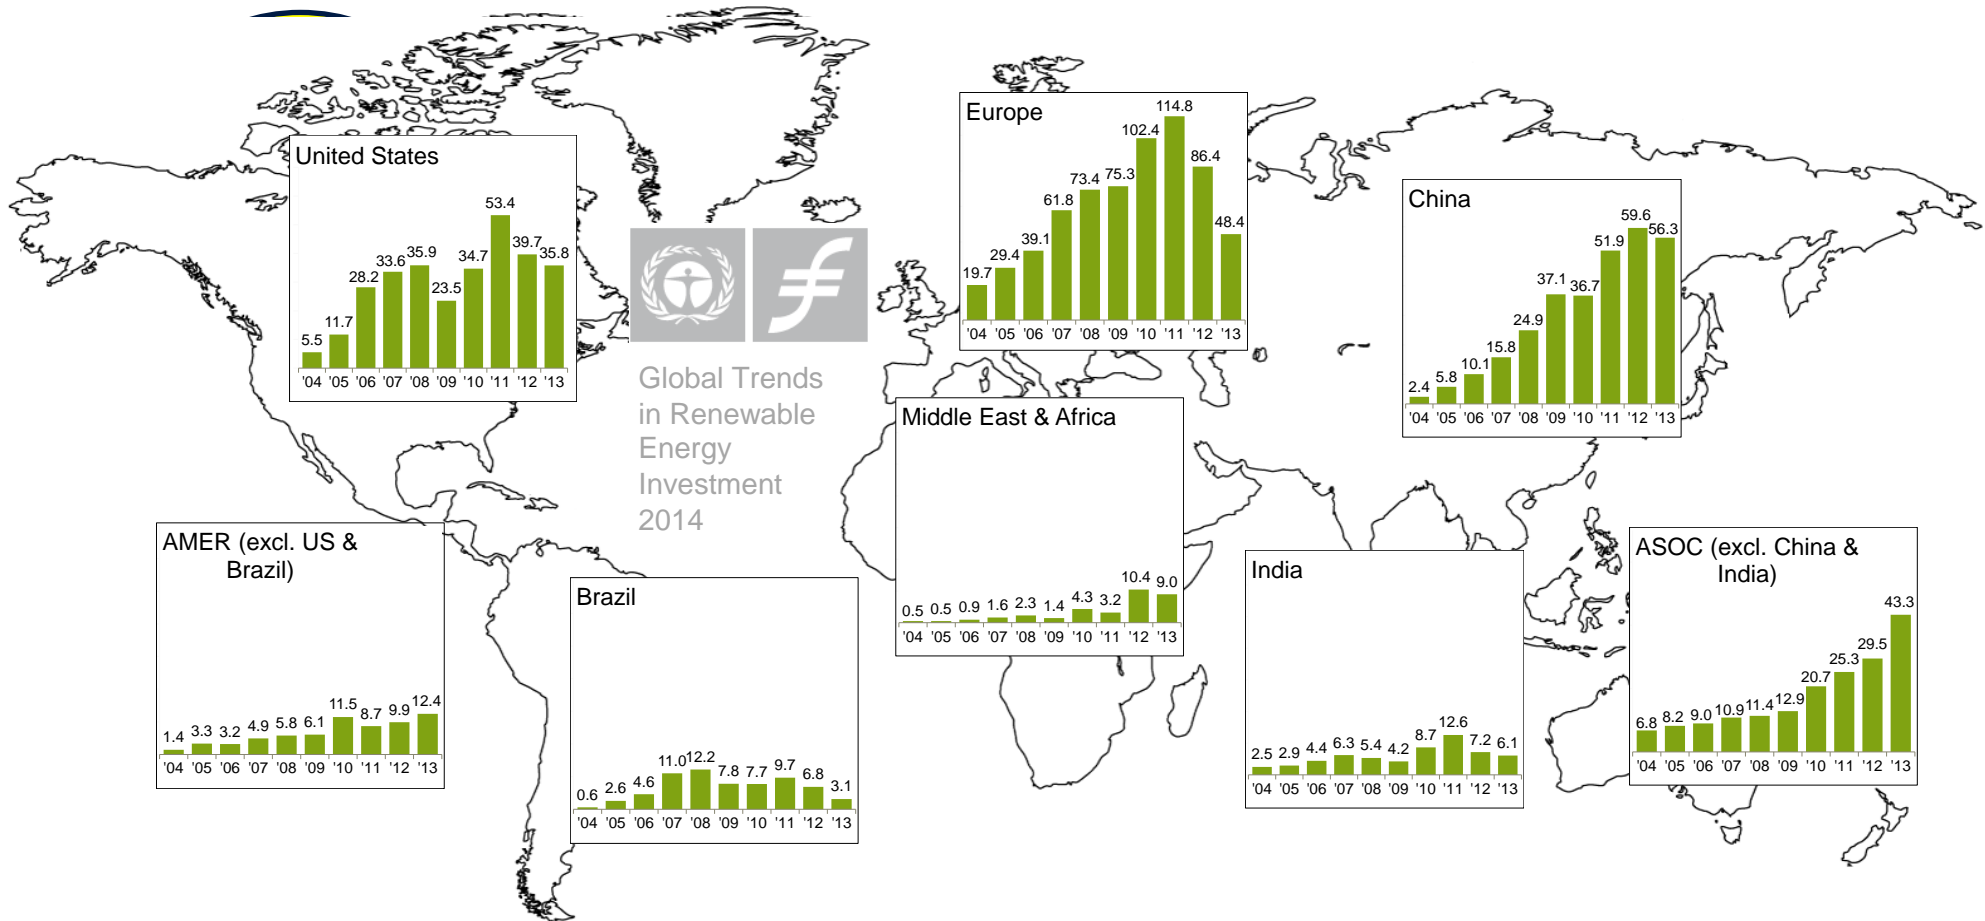 United States
53.4
39.7
35.8
35.9
34.7
33.6
28.2
23.5
11.7
5.5
'04 '05 '06 '07 '08 '09 '10 '11 '12 '13
Europe
114.8
102.4
86.4
73.4 75.3
61.8
48.4
39.1
29.4
19.7
'04 '05 '06 '07 '08 '09 '10 '11 '12 '13
China
59.6
56.3
51.9
37.1 36.7
24.9
15.8
10.1
5.8
2.4
'04 '05 '06 '07 '08 '09 '10 '11 '12 '13
Global Trends
in Renewable
Energy
Investment
2014
Middle East & Africa
0.5 0.5 0.9 1.6 2.3 1.4 4.3 3.2 10.4 9.0
'04 '05 '06 '07 '08 '09 '10 '11 '12 '13
AMER (excl. US &
Brazil)
1.4 3.3 3.2 4.9 5.8 6.1 11.5 8.7 9.9 12.4
'04 '05 '06 '07 '08 '09 '10 '11 '12 '13
Brazil
0.6 2.6 4.6 11.0 12.2 7.8 7.7 9.7 6.8 3.1
'04 '05 '06 '07 '08 '09 '10 '11 '12 '13
India
2.5 2.9 4.4 6.3 5.4 4.2 8.7 12.6 7.2 6.1
'04 '05 '06 '07 '08 '09 '10 '11 '12 '13
ASOC (excl. China &
India)
43.3
29.5
25.3
20.7
6.8 8.2 9.0 10.9 11.4 12.9
'04 '05 '06 '07 '08 '09 '10 '11 '12 '13